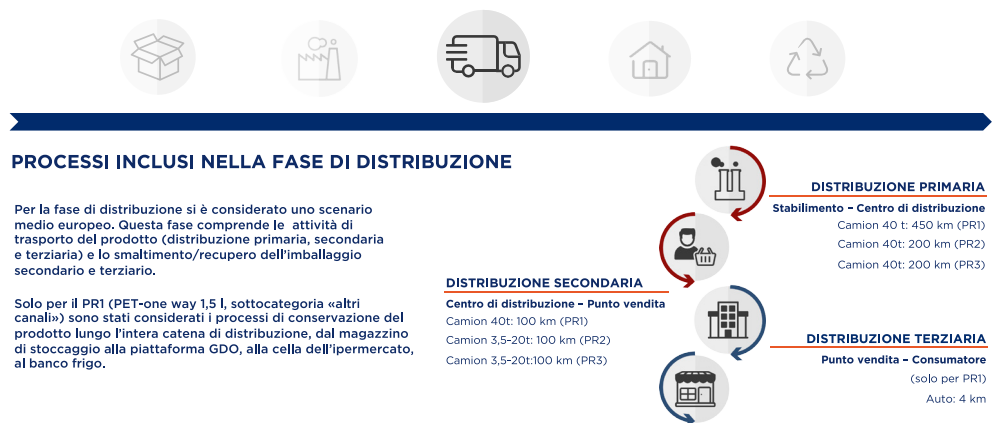 PROCESSI INCLUSI NELLA FASE DI DISTRIBUZIONE
Per la fase di distribuzione si è considerato uno scenario
medio europeo. Questa fase comprende le attività di
trasporto del prodotto (distribuzione primaria, secondaria
e terziaria) e lo smaltimento/recupero dell'imballaggio
secondario e terziario.
Solo per il PR1 (PET-one way 1,5 l, sottocategoria «altri
canali») sono stati considerati i processi di conservazione del
prodotto lungo l'intera catena di distribuzione, dal magazzino
di stoccaggio alla piattaforma GDO, alla cella dell'ipermercato,
al banco frigo.
DISTRIBUZIONE PRIMARIA
Stabilimento – Centro di distribuzione
Camion 40 t: 450 km (PR1)
Camion 40t: 200 km (PR2)
Camion 40t: 200 km (PR3)
DISTRIBUZIONE SECONDARIA
Centro di distribuzione – Punto vendita
Camion 40t: 100 km (PR1)
Camion 3,5-20t: 100 km (PR2)
Camion 3,5-20t:100 km (PR3)
DISTRIBUZIONE TERZIARIA
Punto vendita – Consumatore
(solo per PR1)
Auto: 4 km